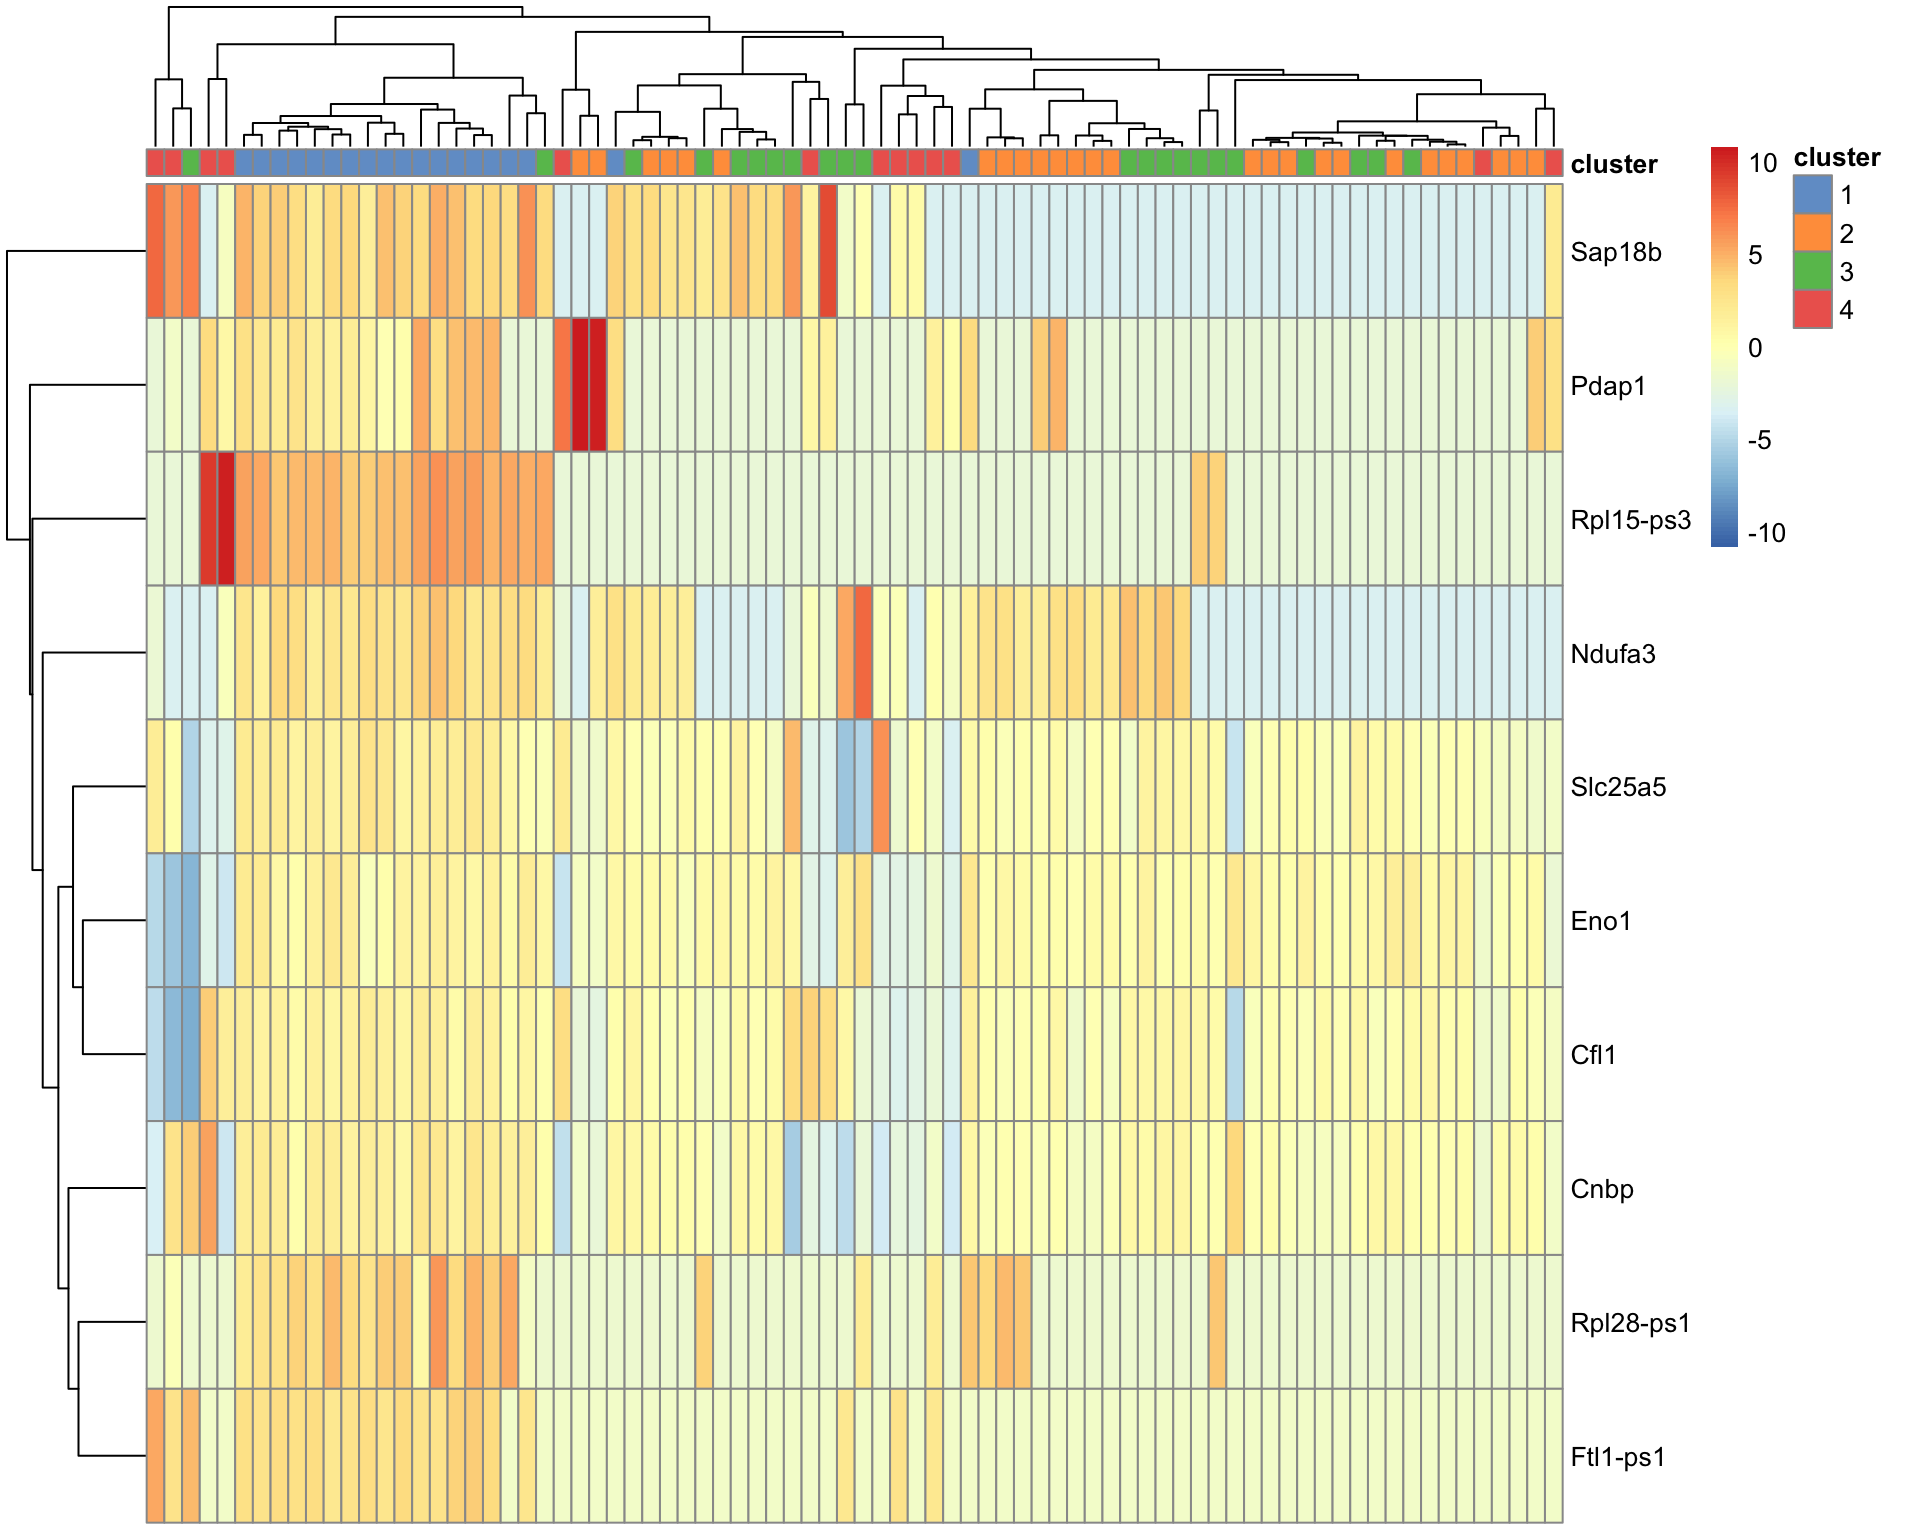 cluster
10
5
0
-5
-10
cluster
1
2
3
4
Sap18b
Pdap1
Rpl15-ps3
Ndufa3
Slc25a5
Eno1
Cfl1
Cnbp
Rpl28-ps1
Ftl1-ps1